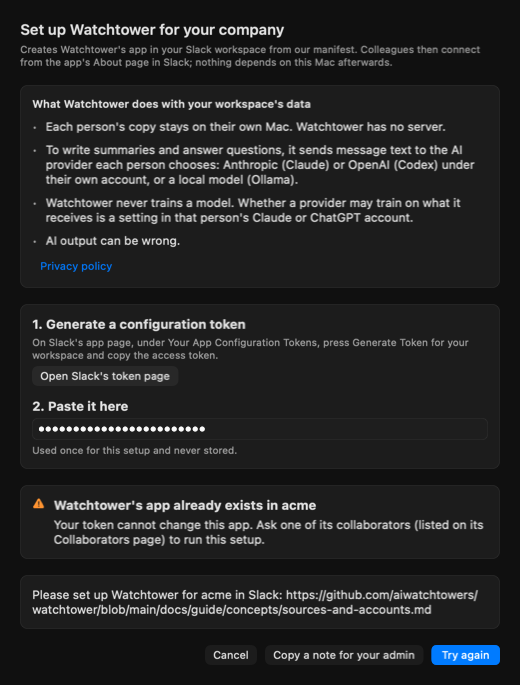 Set up Watchtower for your company
Creates Watchtower's app in your Slack workspace from our manifest. Colleagues then connect
from the app's About page in Slack; nothing depends on this Mac afterwards.
What Watchtower does with your workspace's data
· Each person's copy stays on their own Mac. Watchtower has no server.
· To write summaries and answer questions, it sends message text to the AI
provider each person chooses: Anthropic (Claude) or OpenAI (Codex) under
their own account, or a local model (Ollama).
· Watchtower never trains a model. Whether a provider may train on what it
receives is a setting in that person's Claude or ChatGPT account.
· AI output can be wrong.
Privacy policy
1. Generate a configuration token
On Slack's app page, under Your App Configuration Tokens, press Generate Token for your
workspace and copy the access token.
Open Slack's token page
2. Paste it here
Used once for this setup and never stored.
Watchtower's app already exists in acme
Your token cannot change this app. Ask one of its collaborators (listed on its
Collaborators page) to run this setup.
Please set up Watchtower for acme in Slack: https://github.com/aiwatchtowers/
watchtower/blob/main/docs/guide/concepts/sources-and-accounts.md
Cancel
Copy a note for your admin
Try again